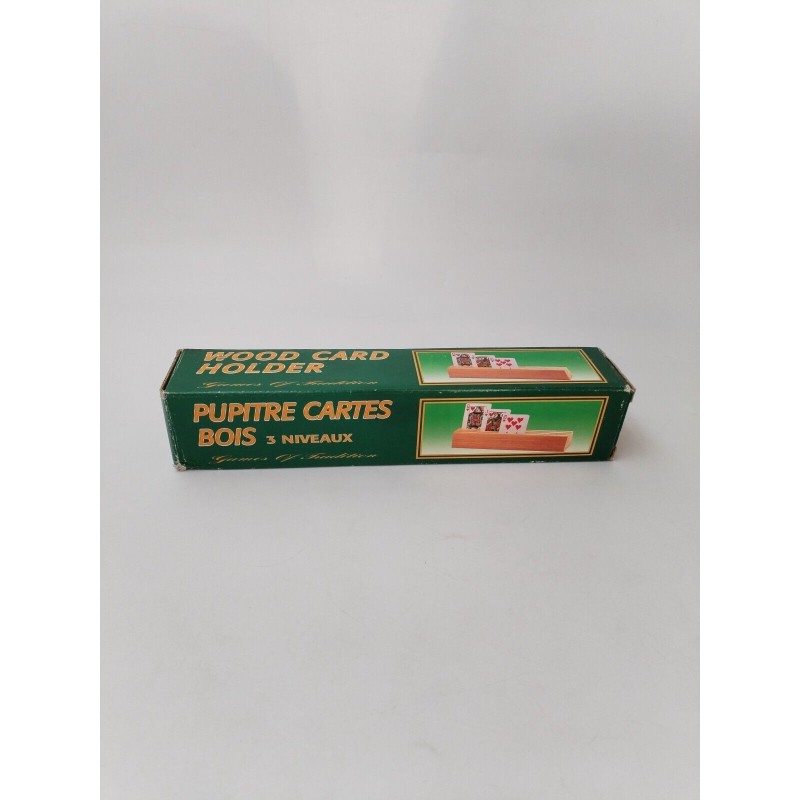 WOOD CARD
HOLDER
Games Of Tradition
PUPITRE CARTES
BOIS 3 NIVEAUX
Games Of Tradition